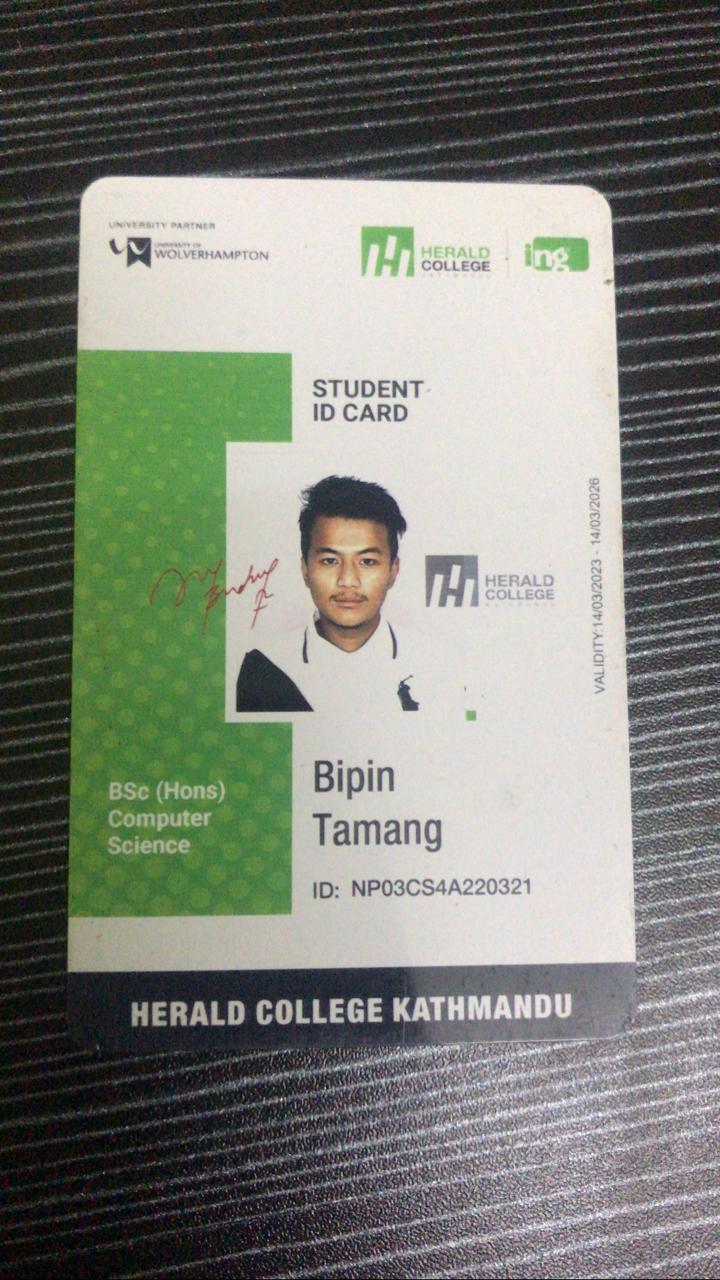 UNIVERSITY PARTNER
UNIVERSITY OF
WOLVERHAMPTON
HERALD
COLLEGE
KATHMANDU
ing
STUDENT
ID CARD
HERALD
COLLEGE
KATHMANDU
VALIDITY:14/03/2023 - 14/03/2026
BSc (Hons)
Computer
Science
Bipin
Tamang
ID: NP03CS4A220321
HERALD COLLEGE KATHMANDU